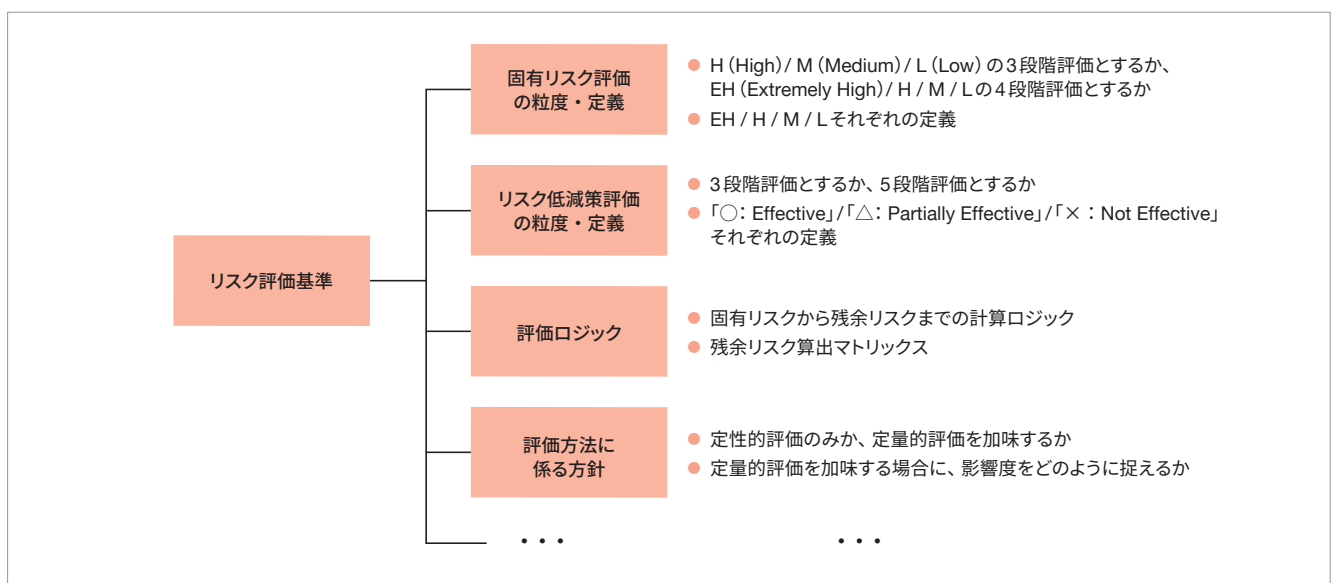 固有リスク評価
の粒度・定義
● H(High)/ M(Medium)/ L(Low)の3段階評価とするか、
EH(Extremely High)/ H / M / Lの4段階評価とするか
● EH / H / M / Lそれぞれの定義
リスク低減策評価
の粒度・定義
● 3段階評価とするか、5段階評価とするか
● 「○：Effective」/「△：Partially Effective」/「×：Not Effective」
それぞれの定義
リスク評価基準
評価ロジック
● 固有リスクから残余リスクまでの計算ロジック
● 残余リスク算出マトリックス
評価方法に
係る方針
● 定性的評価のみか、定量的評価を加味するか
● 定量的評価を加味する場合に、影響度をどのように捉えるか
・・・
・・・